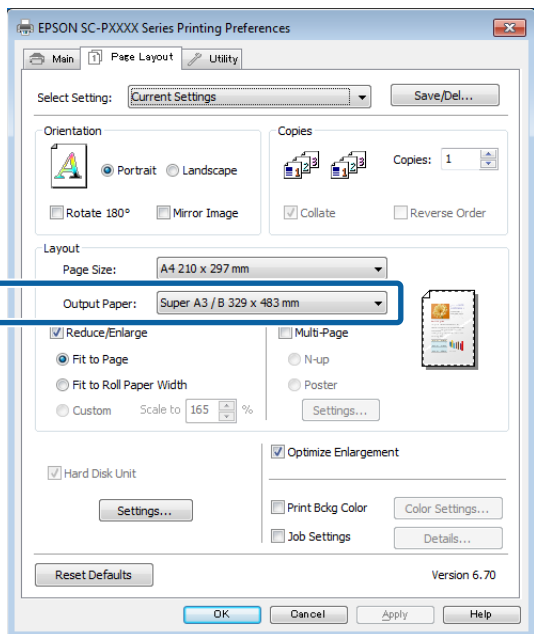 EPSON SC-PXXXX Series Printing Preferences
Main Page Layout Utility
Select Setting: Current Settings Save/Del...
Orientation Copies
Portrait Landscape Copies: 1
Rotate 180° Mirror Image Collate Reverse Order
Layout
Page Size: A4 210 x 297 mm
Output Paper: Super A3 / B 329 x 483 mm
Reduce/Enlarge Multi-Page
Fit to Page N-up
Fit to Roll Paper Width Poster
Custom Scale to 165 % Settings...
Optimize Enlargement
Hard Disk Unit
Settings... Print Bckg Color Color Settings...
Job Settings Details...
Reset Defaults Version 6.70
OK Cancel Apply Help